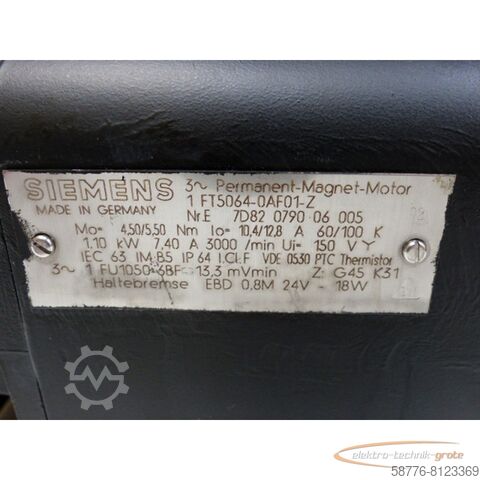 SIEMENS 3~ Permanent-Magnet-Motor
MADE IN GERMANY 1 FT5064-0AF01-Z
Nr.E 7D82 0790 06 005
Mo= 4,50/5,50 Nm Io= 10,4/12,8 A 60/100 K
1,10 kW 7,40 A 3000 /min Ui= 150 V Y
IEC 63 IM B5 IP 64 I.Cl.F VDE 0530 PTC Thermistor
3~ 1 FU1050- 13,3 mVmin Z: G45 K31
Haltebremse EBD 0,8M 24V - 18W
elektro-technik-grote
58776-8123369